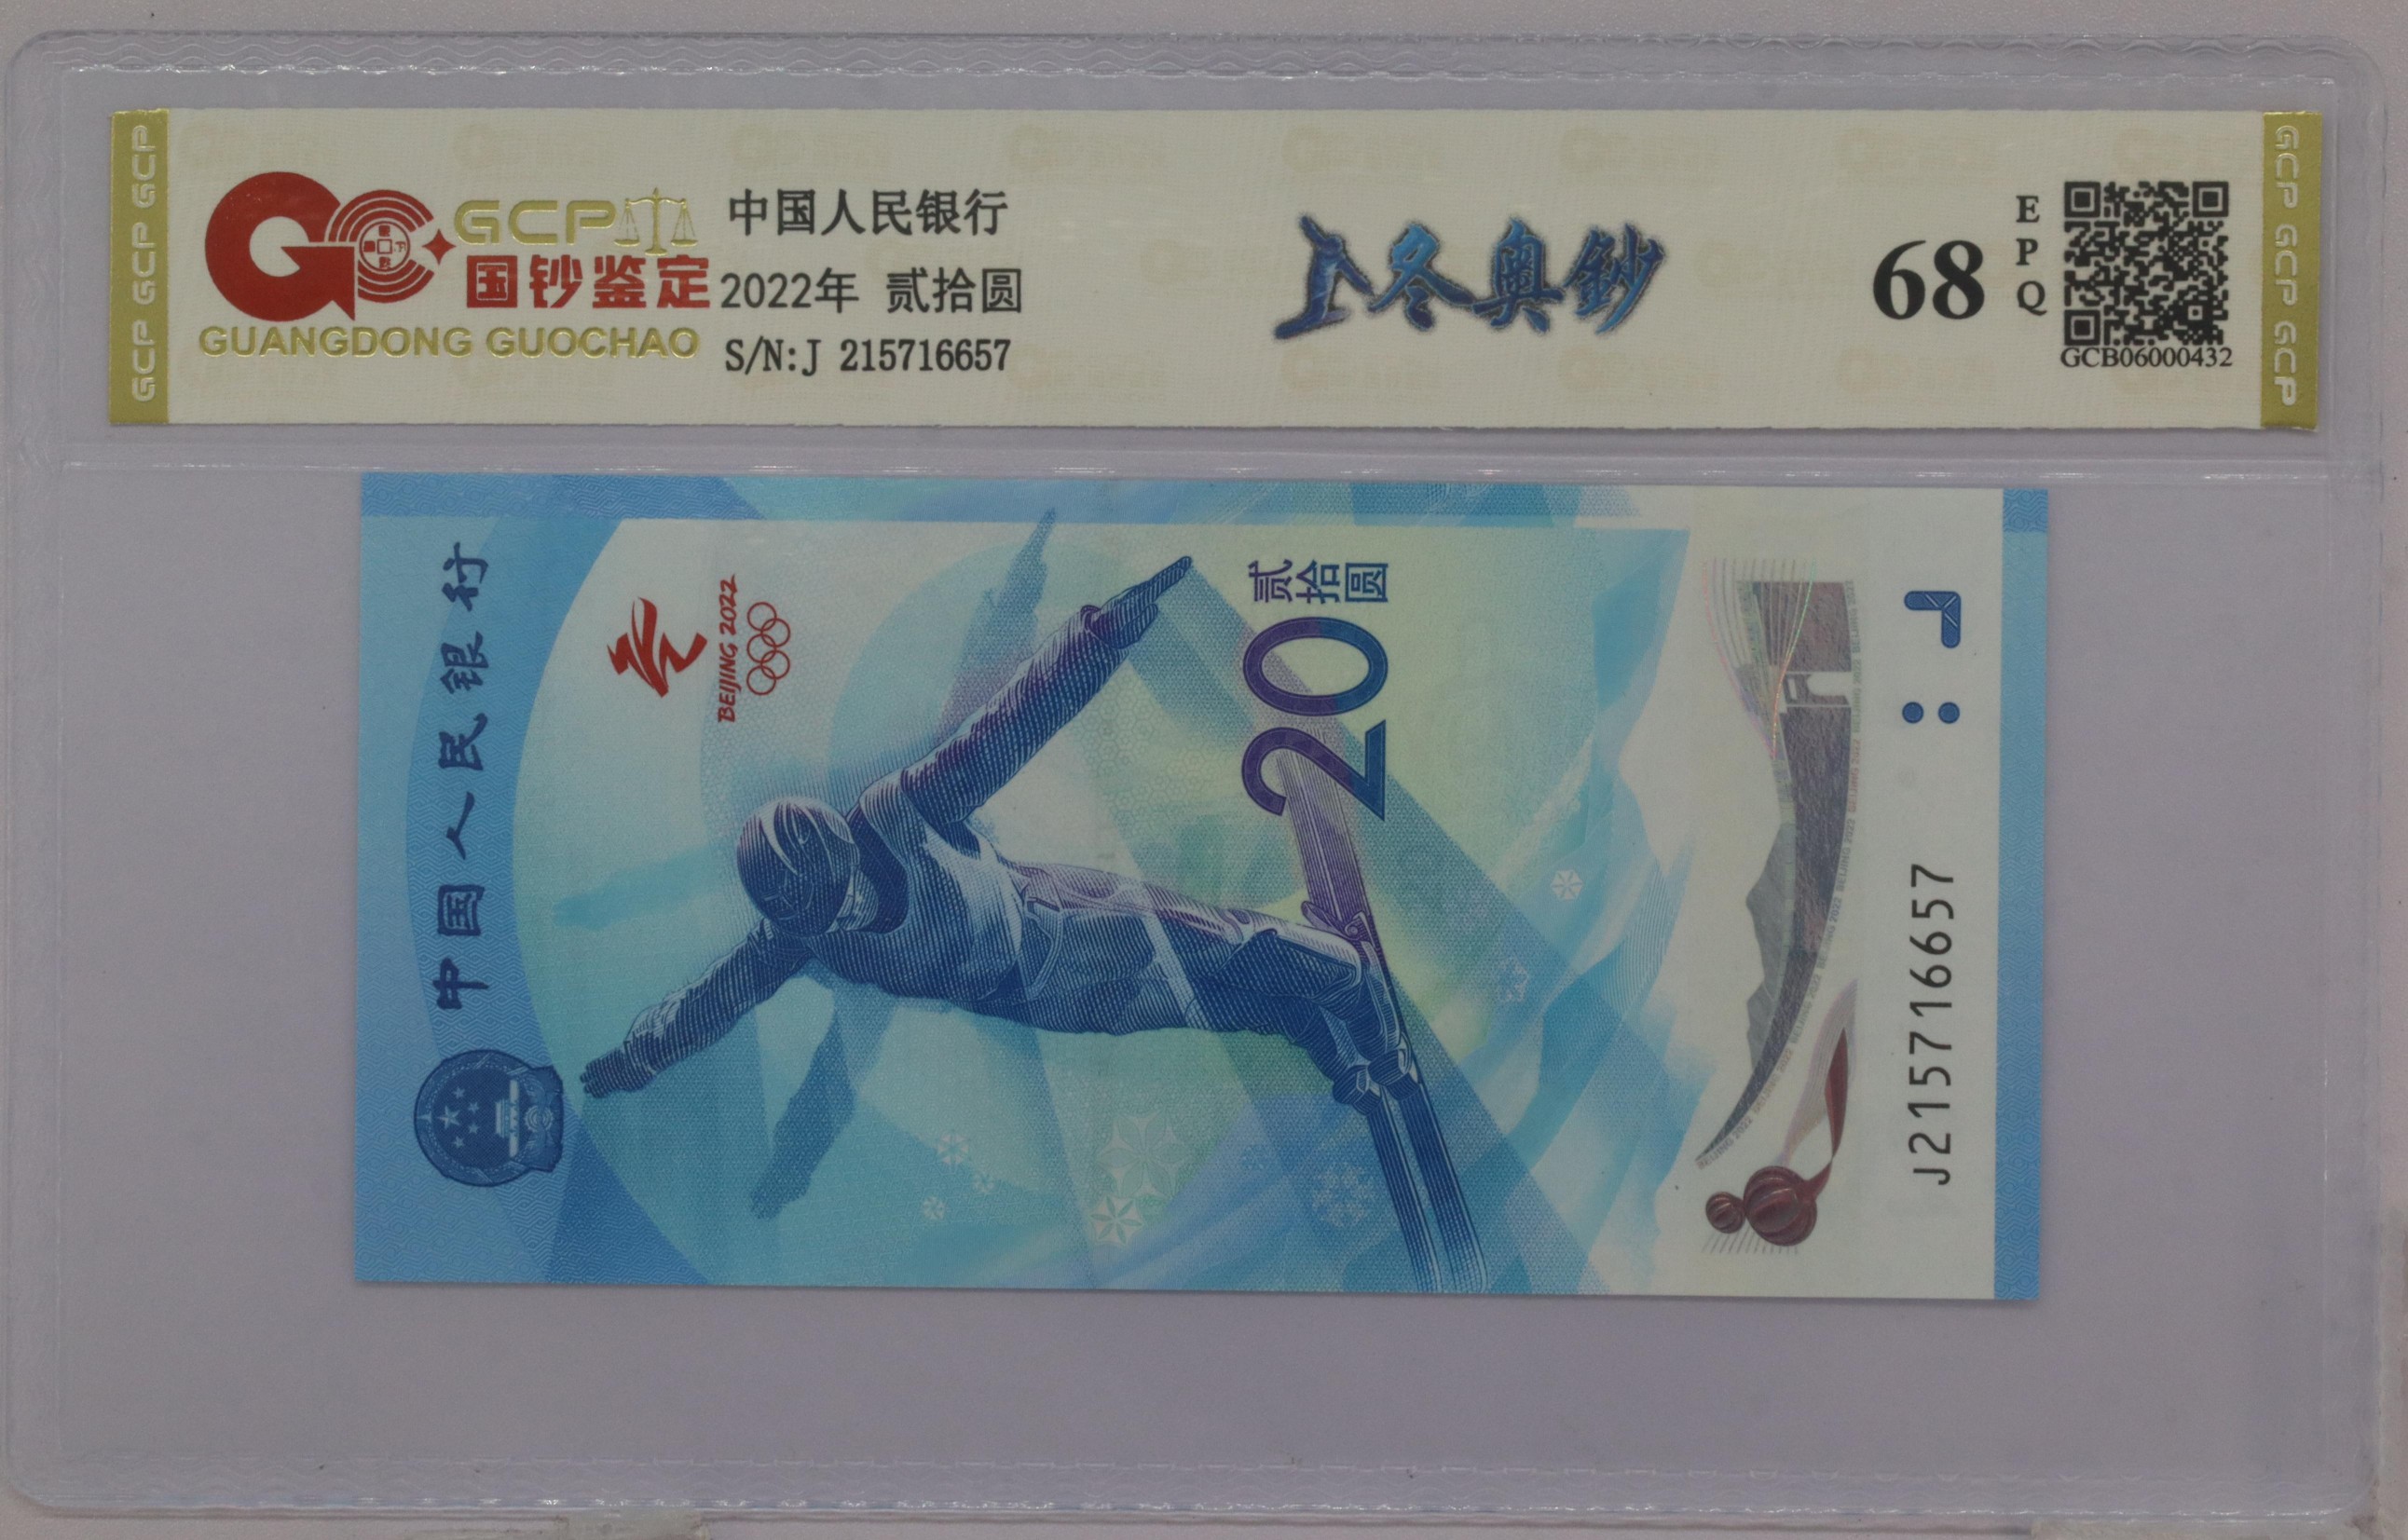 GCP GCP GCP
GCP
国钞鉴定
GUANGDONG GUOCHAO
中国人民银行
2022年 贰拾圆
S/N:J 215716657
冬奥鈔
68
EPQ
GCB06000432
GCP GCP GCP
中国人民银行
BEIJING 2022
贰拾圆
20
J215716657